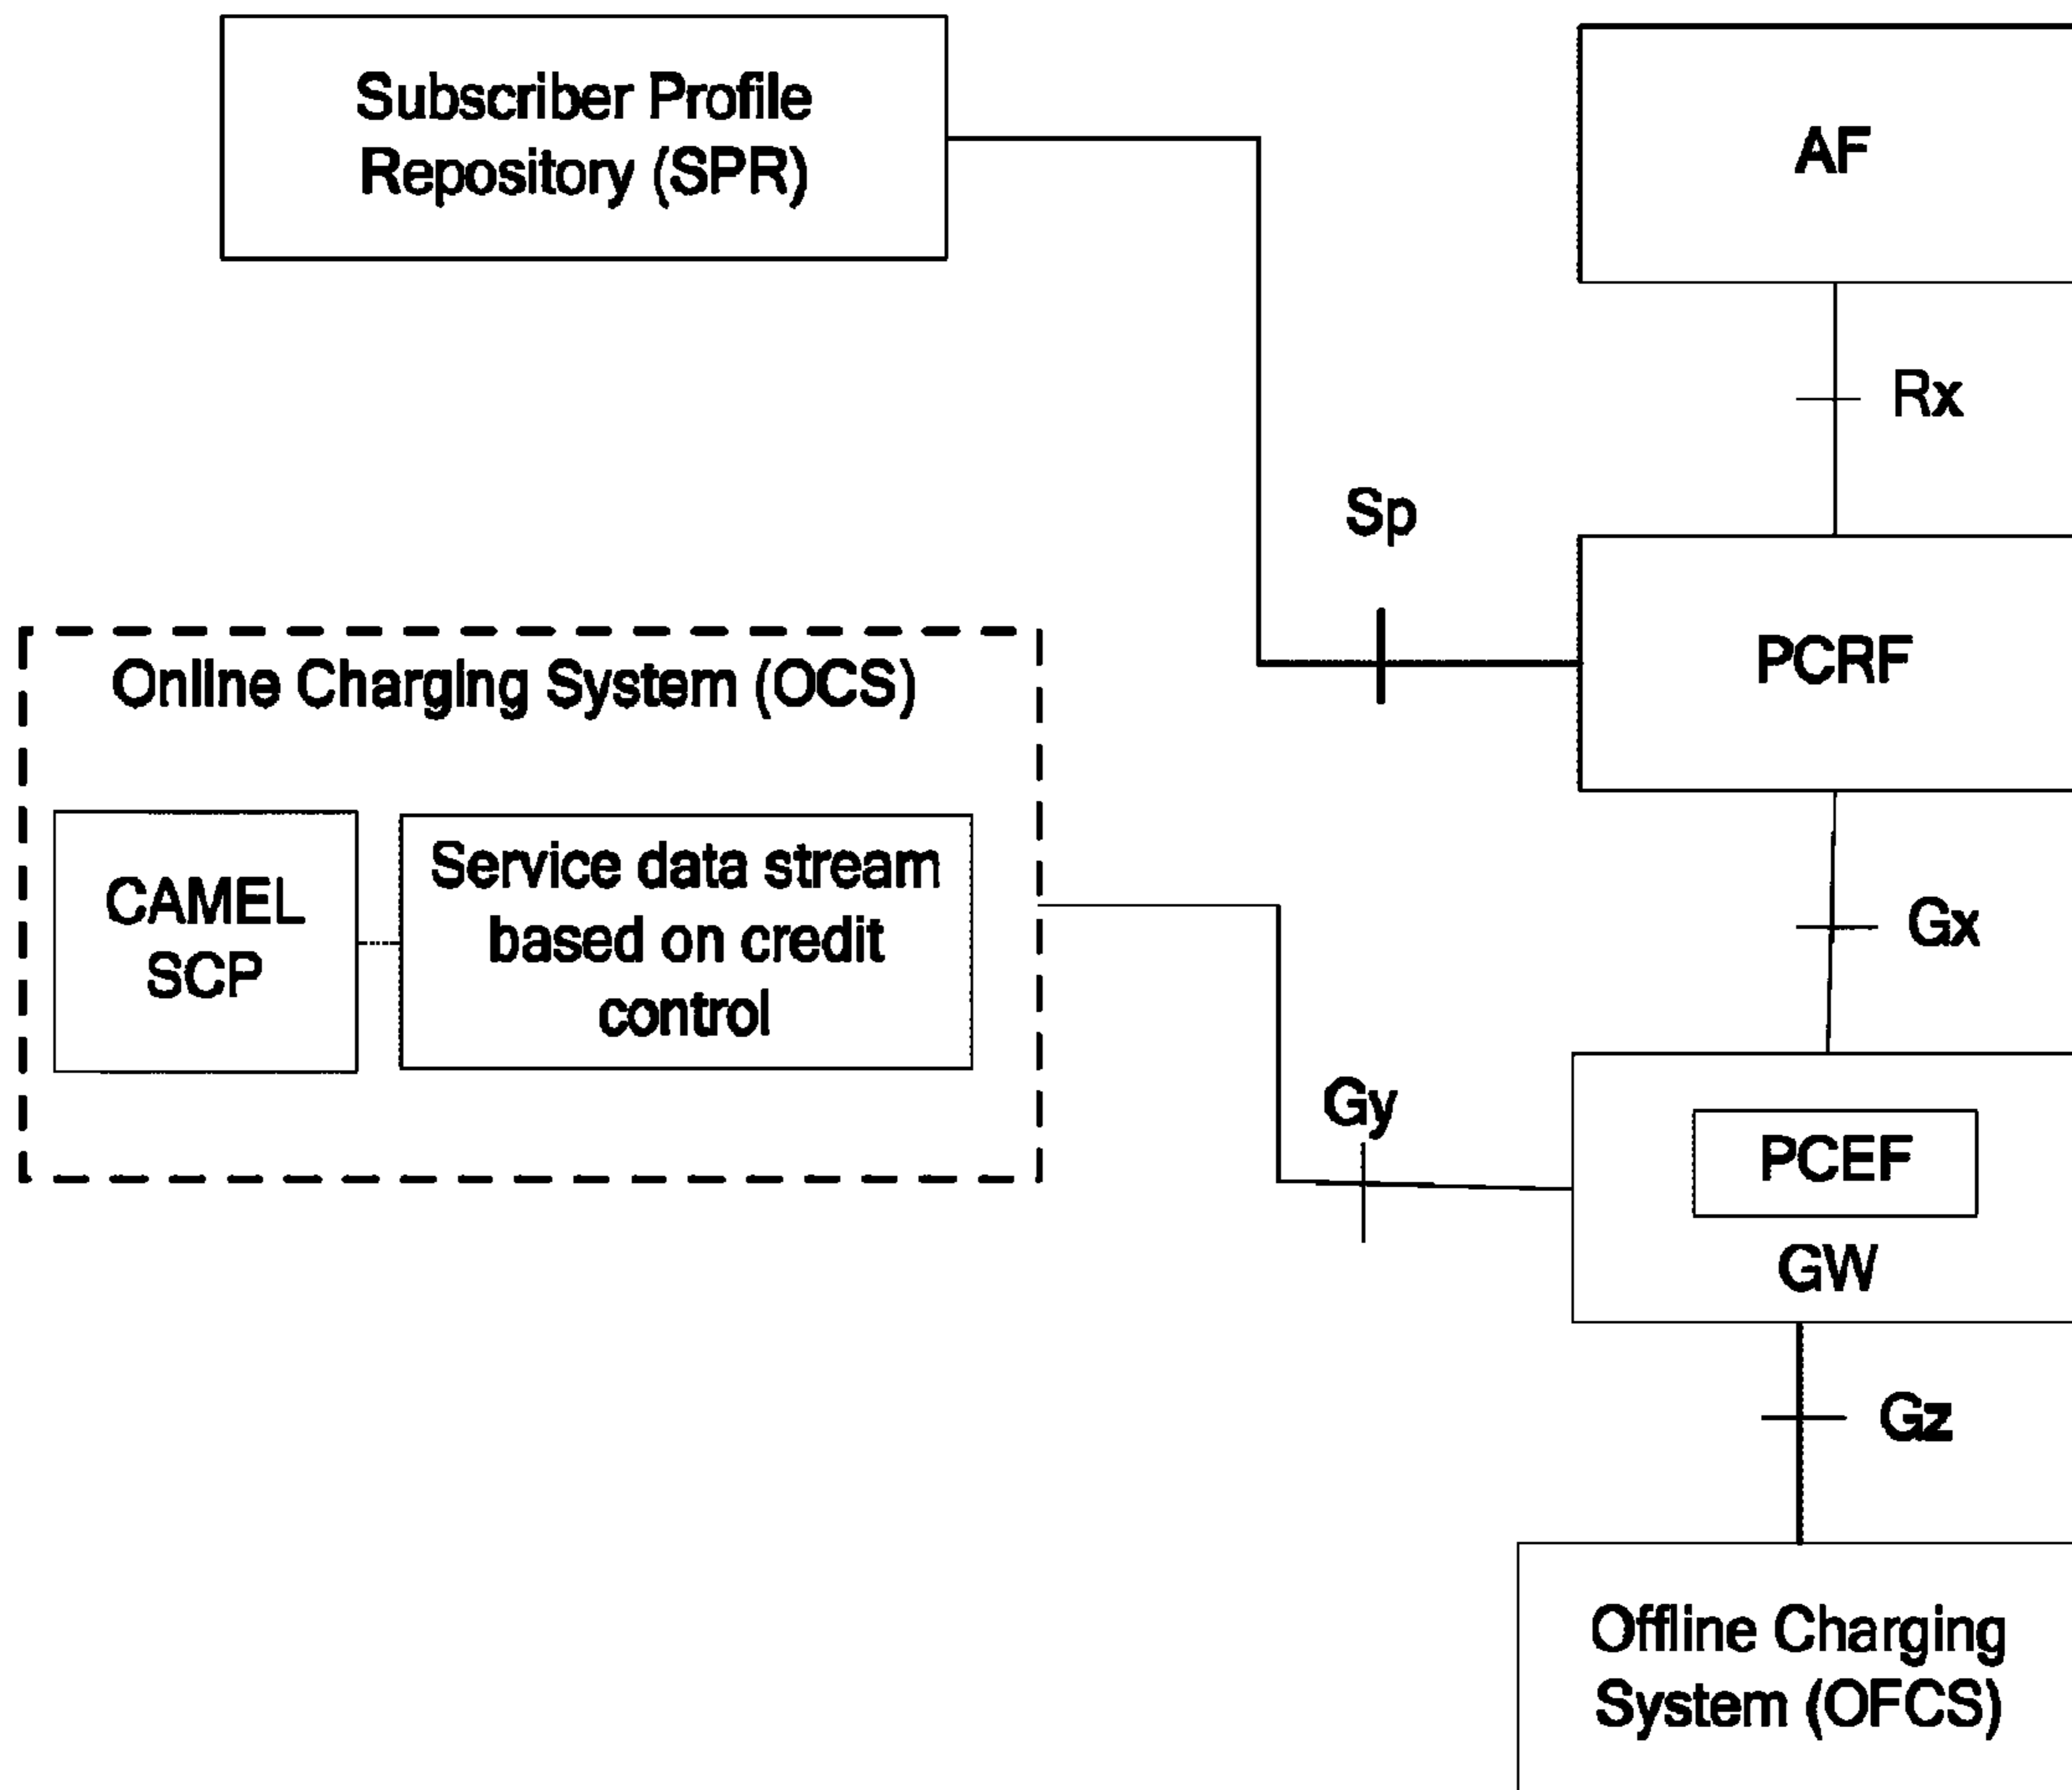 Subscriber Profile
Repository (SPR)
AF
Rx
Sp
PCRF
Online Charging System (OCS)
CAMEL
SCP
Service data stream
based on credit
control
Gx
Gy
PCEF
GW
Gz
Offline Charging
System (OFCS)